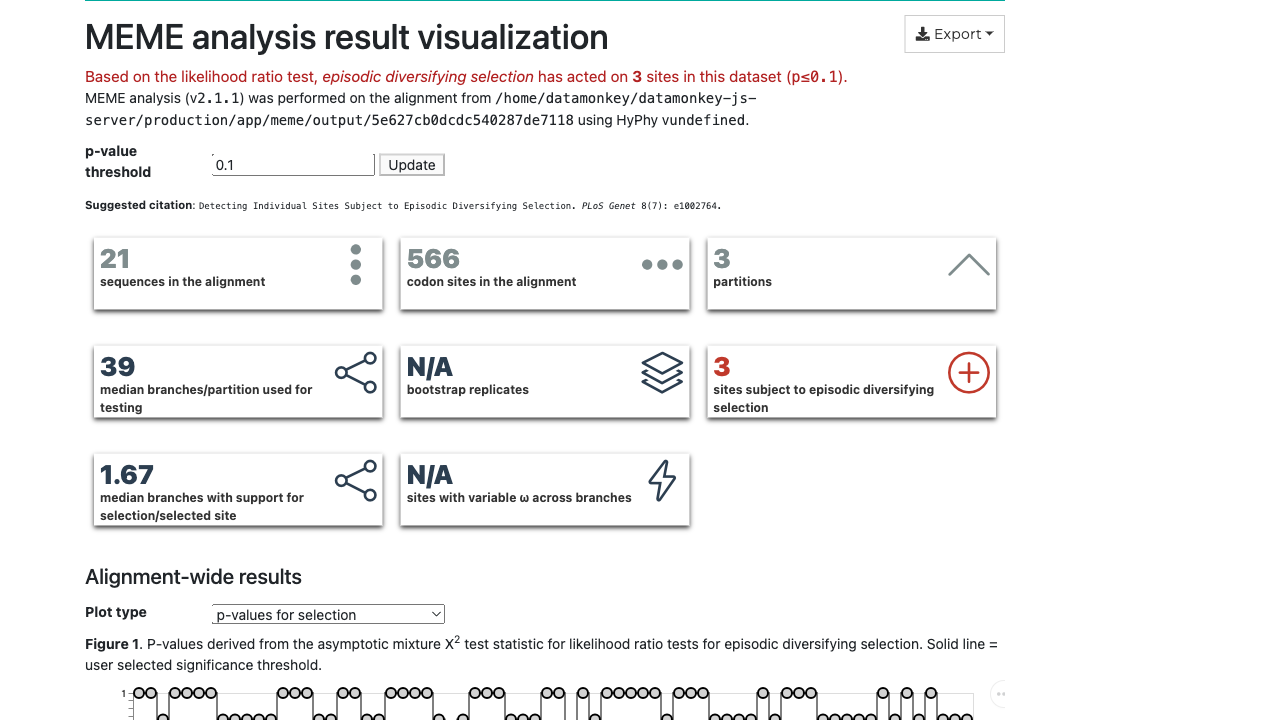 MEME analysis result visualization
Export
Based on the likelihood ratio test, episodic diversifying selection has acted on 3 sites in this dataset (p≤0.1).
MEME analysis (v2.1.1) was performed on the alignment from /home/datamonkey/datamonkey-js-
server/production/app/meme/output/5e627cb0dcdc540287de7118 using HyPhy vundefined.
p-value
threshold
0.1
Update
Suggested citation: Detecting Individual Sites Subject to Episodic Diversifying Selection. PLoS Genet 8(7): e1002764.
21
sequences in the alignment
566
codon sites in the alignment
3
partitions
39
median branches/partition used for
testing
N/A
bootstrap replicates
3
sites subject to episodic diversifying
selection
1.67
median branches with support for
selection/selected site
N/A
sites with variable ω across branches
Alignment-wide results
Plot type
p-values for selection
Figure 1. P-values derived from the asymptotic mixture X² test statistic for likelihood ratio tests for episodic diversifying selection. Solid line =
user selected significance threshold.
1